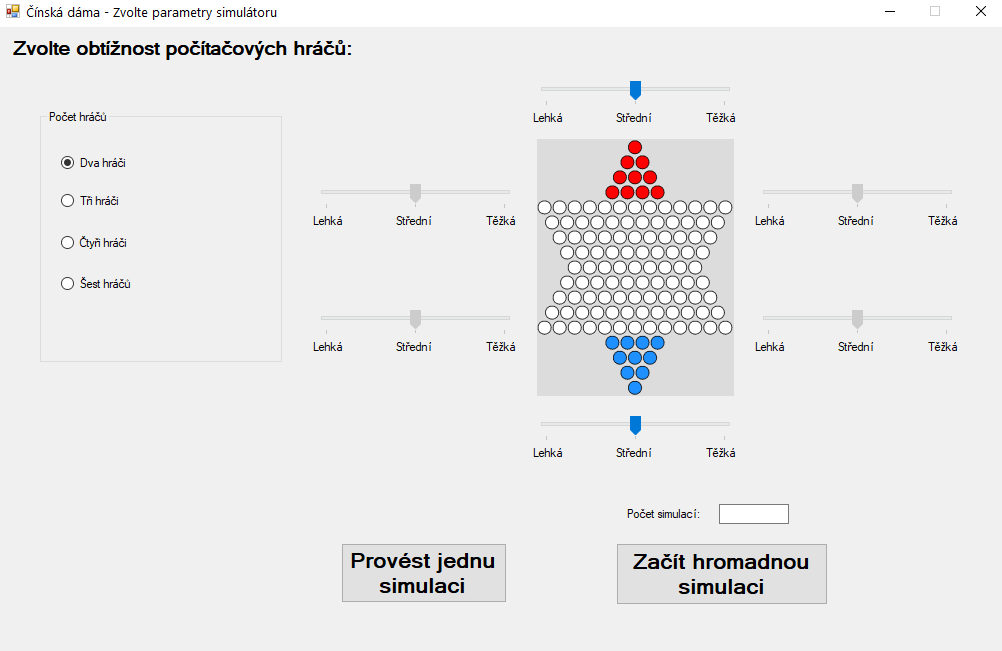 Čínská dáma - Zvolte parametry simulátoru
Zvolte obtížnost počítačových hráčů:
Lehká Střední Těžká
Počet hráčů
Dva hráči
Tři hráči
Čtyři hráči
Šest hráčů
Lehká Střední Těžká
Lehká Střední Těžká
Lehká Střední Těžká
Lehká Střední Těžká
Lehká Střední Těžká
Počet simulací:
Provést jednu
simulaci
Začít hromadnou
simulaci